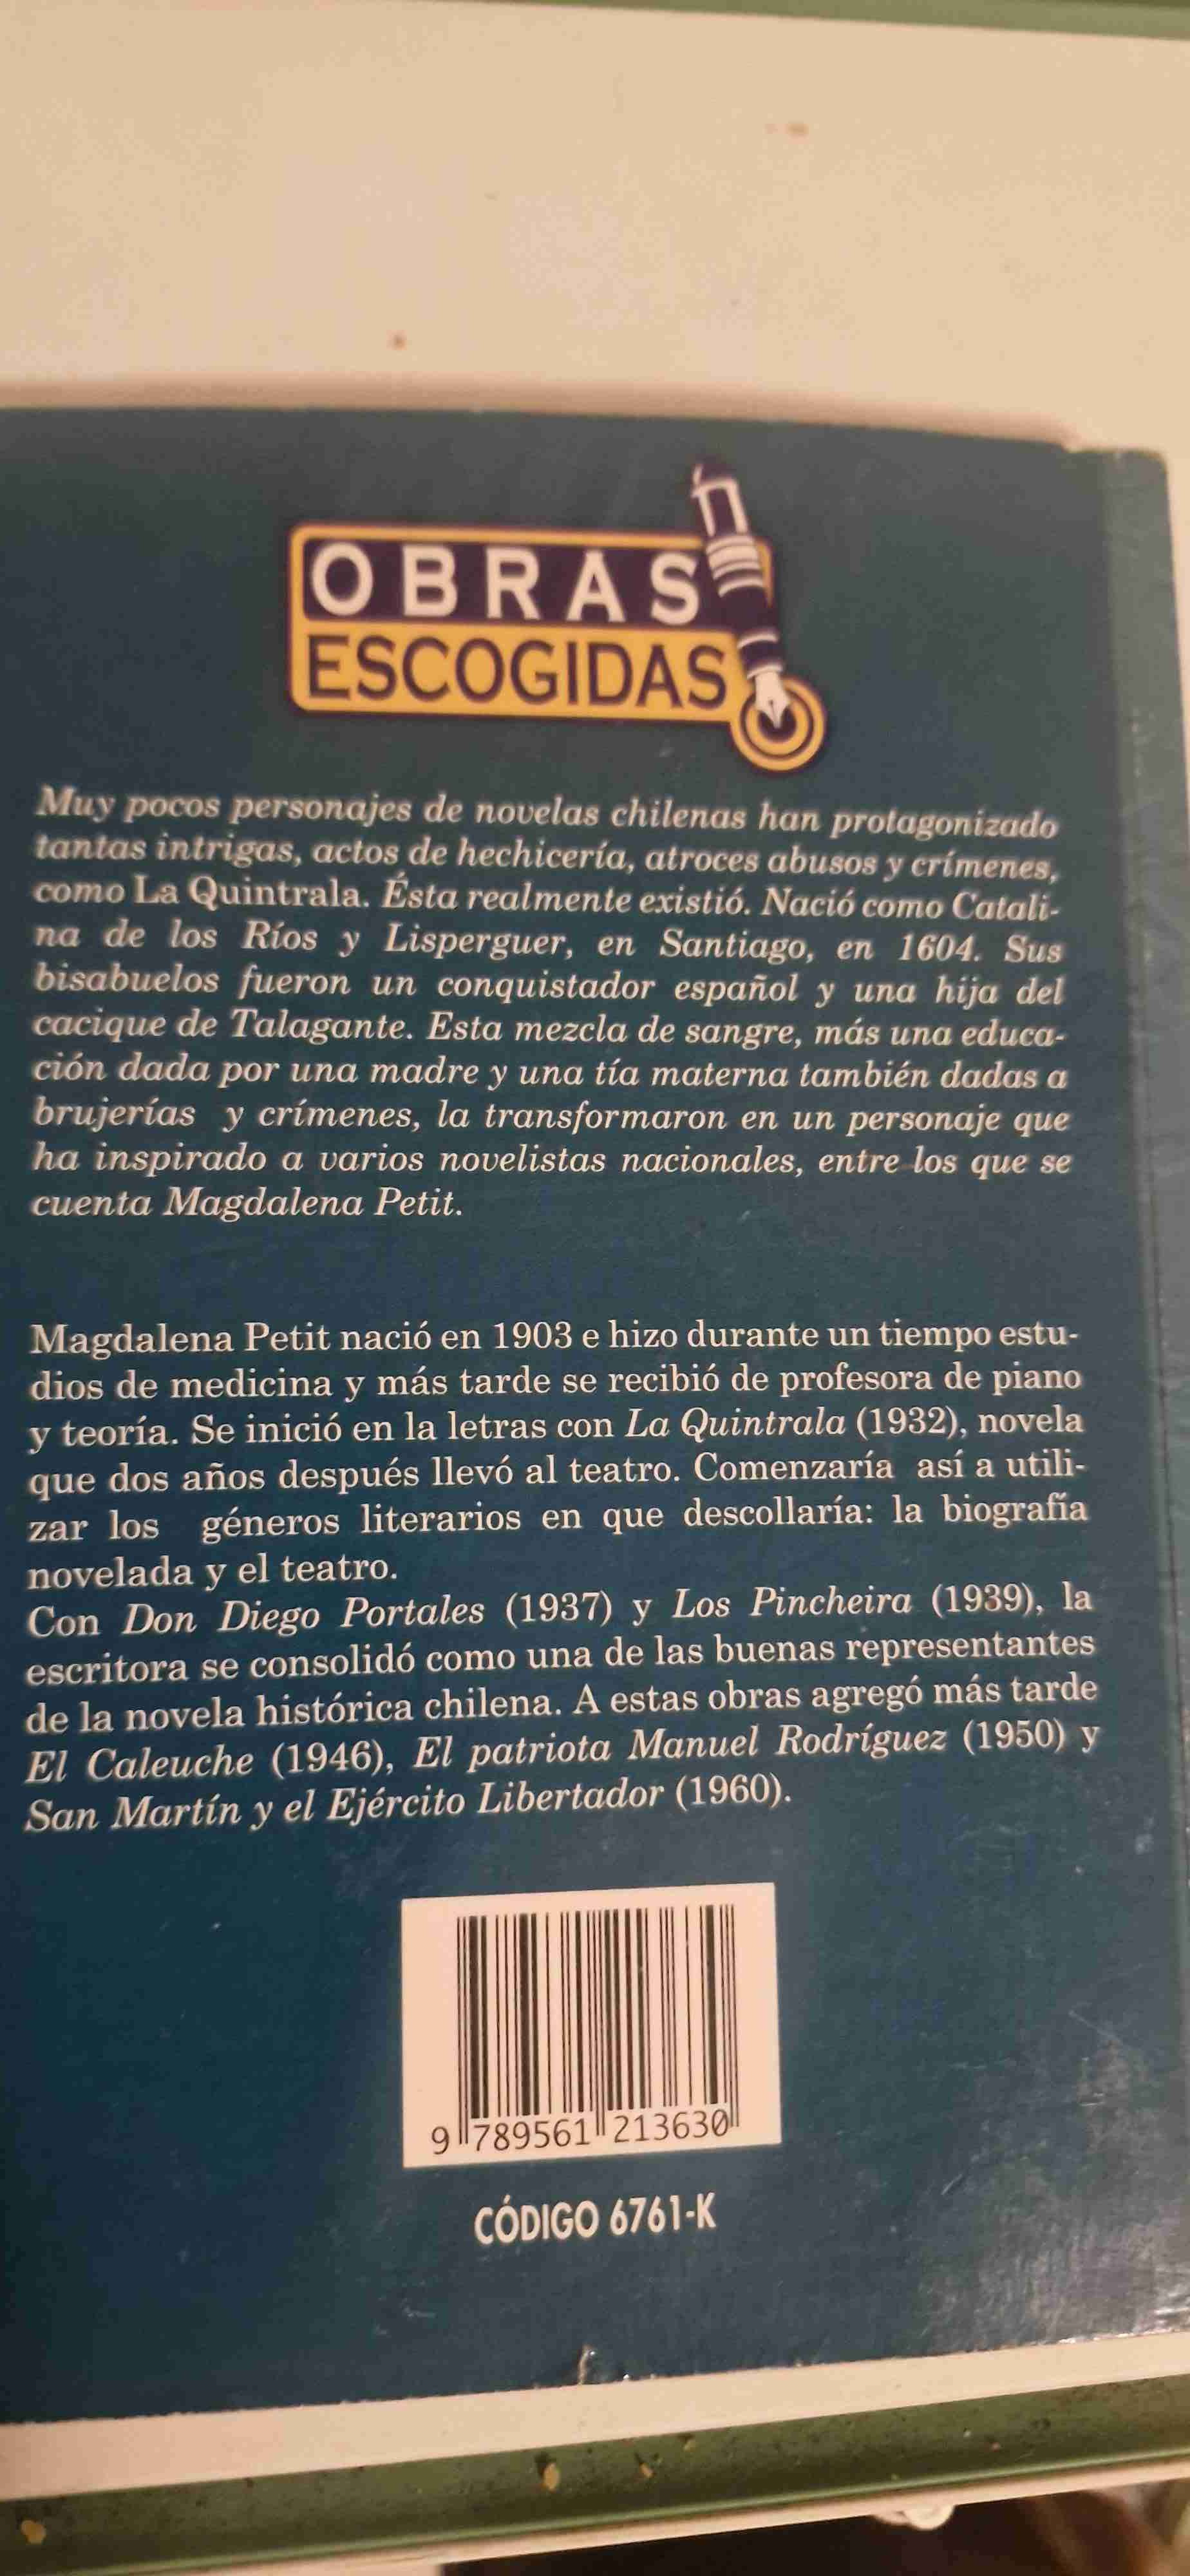 OBRAS
ESCOGIDAS
Muy pocos personajes de novelas chilenas han protagonizado
tantas intrigas, actos de hechicería, atroces abusos y crímenes,
como La Quintrala. Ésta realmente existió. Nació como Catali-
na de los Ríos y Lisperguer, en Santiago, en 1604. Sus
bisabuelos fueron un conquistador español y una hija del
cacique de Talagante. Esta mezcla de sangre, más una educa-
ción dada por una madre y una tía materna también dadas a
brujerías y crímenes, la transformaron en un personaje que
ha inspirado a varios novelistas nacionales, entre los que se
cuenta Magdalena Petit.
Magdalena Petit nació en 1903 e hizo durante un tiempo estu-
dios de medicina y más tarde se recibió de profesora de piano
y teoría. Se inició en la letras con La Quintrala (1932), novela
que dos años después llevó al teatro. Comenzaría así a utili-
zar los géneros literarios en que descollaría: la biografía
novelada y el teatro.
Con Don Diego Portales (1937) y Los Pincheira (1939), la
escritora se consolidó como una de las buenas representantes
de la novela histórica chilena. A estas obras agregó más tarde
El Caleuche (1946), El patriota Manuel Rodríguez (1950) y
San Martín y el Ejército Libertador (1960).
9 789561 213630
CÓDIGO 6761-K